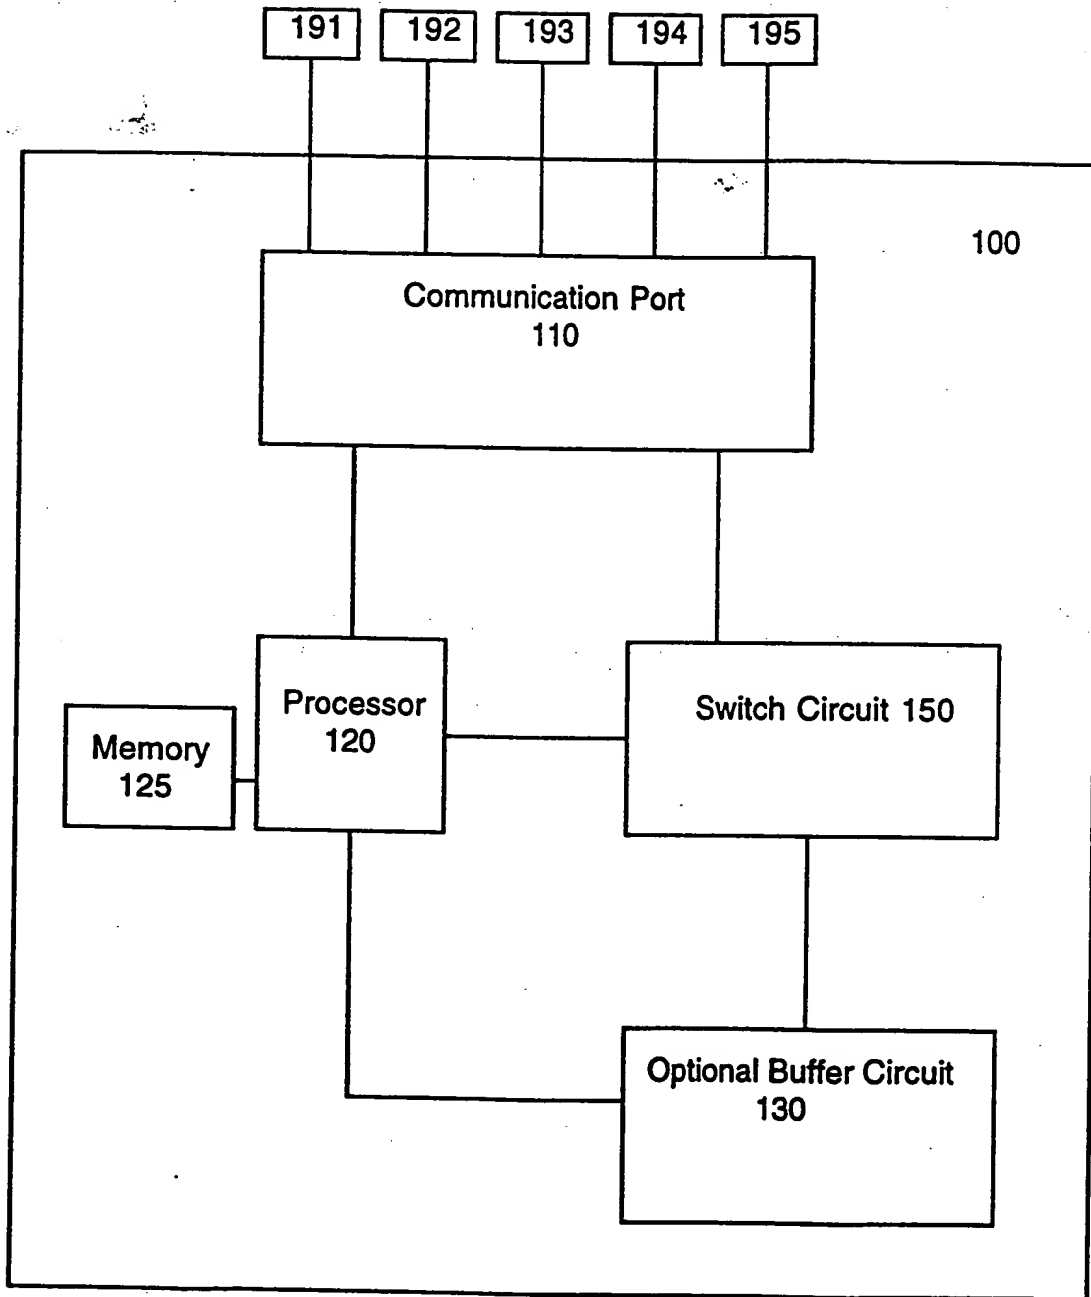 191 192 193 194 195
100
Communication Port
110
Processor
120
Switch Circuit 150
Memory
125
Optional Buffer Circuit
130